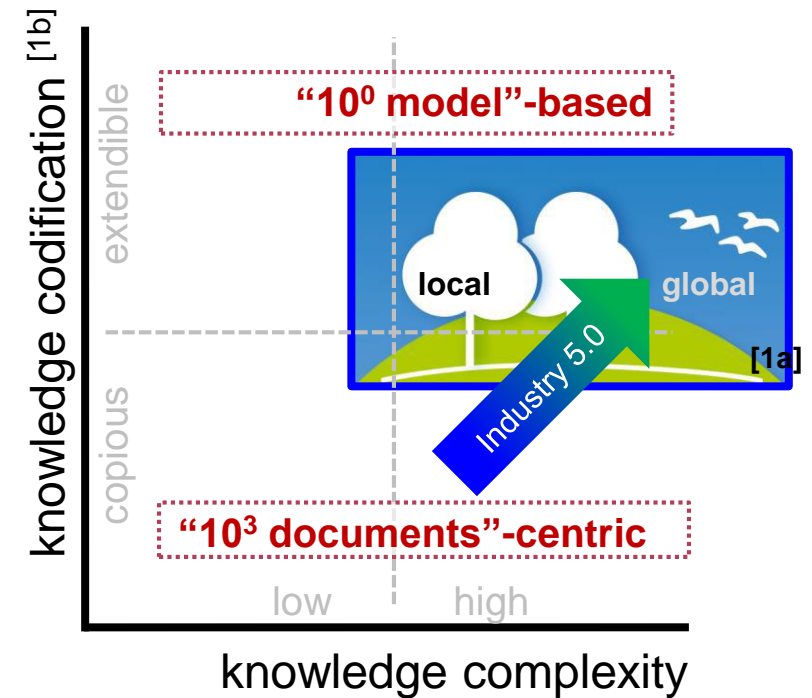 knowledge codification [1b]
extendible
copious
“10⁰ model”-based
local
global
[1a]
Industry 5.0
“10³ documents”-centric
low
high
knowledge complexity